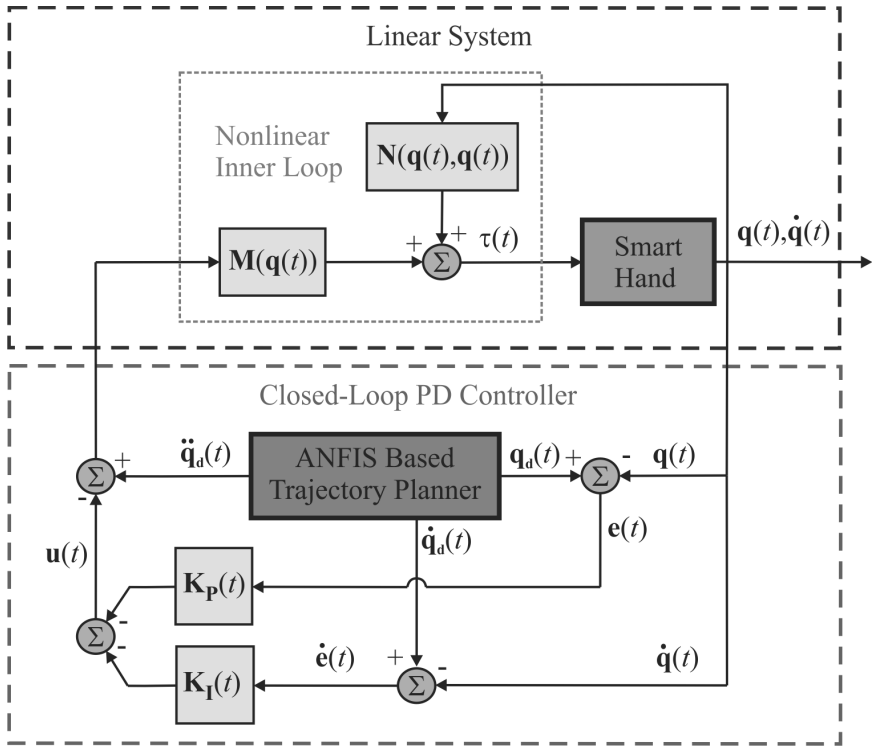 Linear System
Nonlinear
Inner Loop
N(q(t),q(t))
M(q(t))
+
+
Σ
τ(t)
Smart
Hand
q(t),q̇(t)
Closed-Loop PD Controller
Σ
+
-
q̈d(t)
ANFIS Based
Trajectory Planner
qd(t)
+
Σ
-
q(t)
q̇d(t)
e(t)
u(t)
KP(t)
-
Σ
-
KI(t)
ė(t)
+
Σ
-
q̇(t)